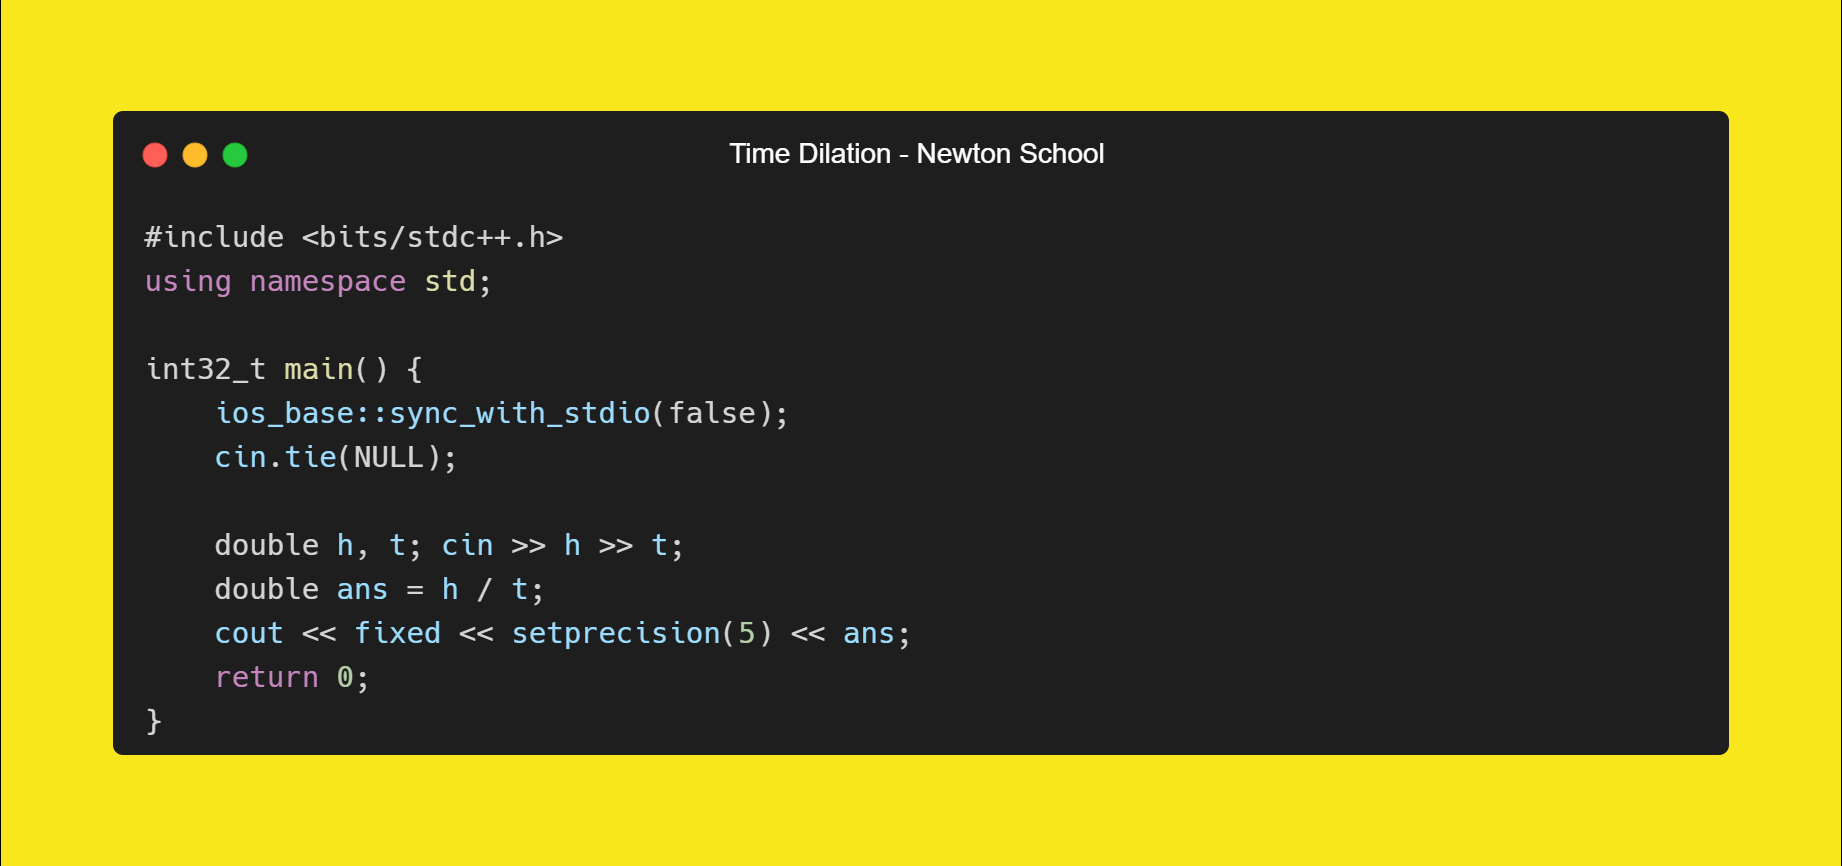 Time Dilation - Newton School
#include <bits/stdc++.h>
using namespace std;
int32_t main() {
    ios_base::sync_with_stdio(false);
    cin.tie(NULL);
    double h, t; cin >> h >> t;
    double ans = h / t;
    cout << fixed << setprecision(5) << ans;
    return 0;
}